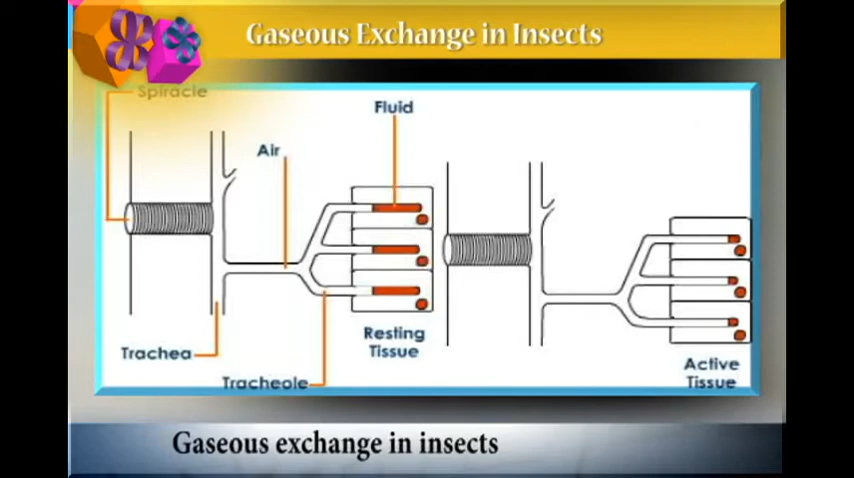 Gaseous Exchange in Insects
Spiracle
Fluid
Air
Trachea
Tracheole
Resting
Tissue
Active
Tissue
Gaseous exchange in insects